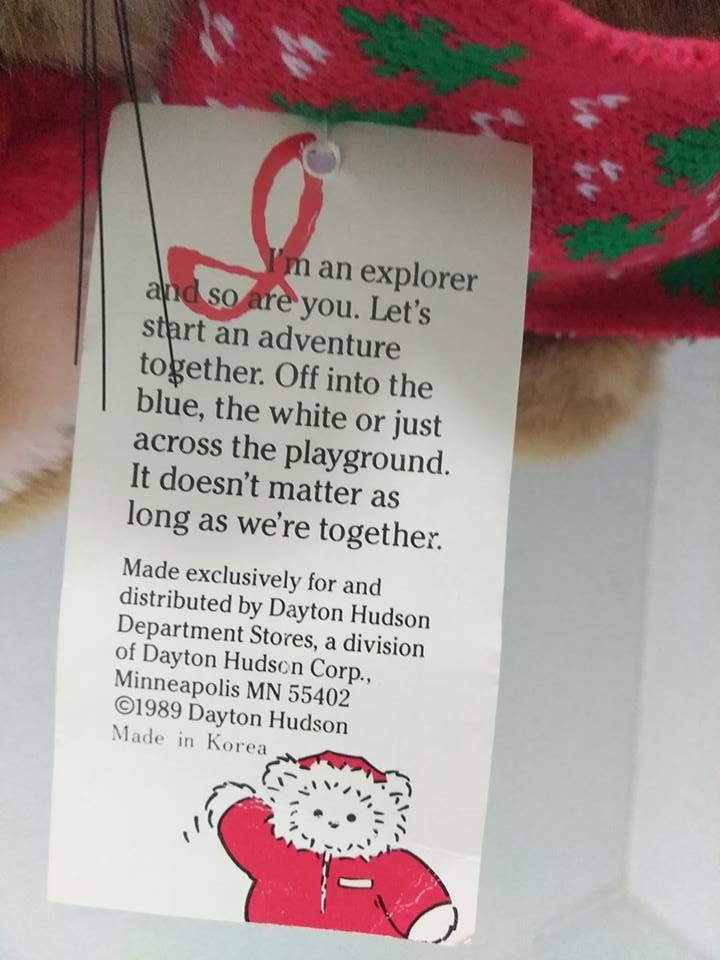 I'm an explorer
and so are you. Let's
start an adventure
together. Off into the
blue, the white or just
across the playground.
It doesn't matter as
long as we're together.
Made exclusively for and
distributed by Dayton Hudson
Department Stores, a division
of Dayton Hudson Corp.,
Minneapolis MN 55402
©1989 Dayton Hudson
Made in Korea